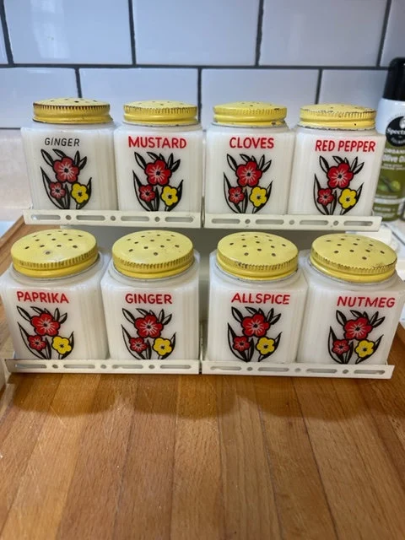 GINGER
MUSTARD
CLOVES
RED PEPPER
PAPRIKA
GINGER
ALLSPICE
NUTMEG